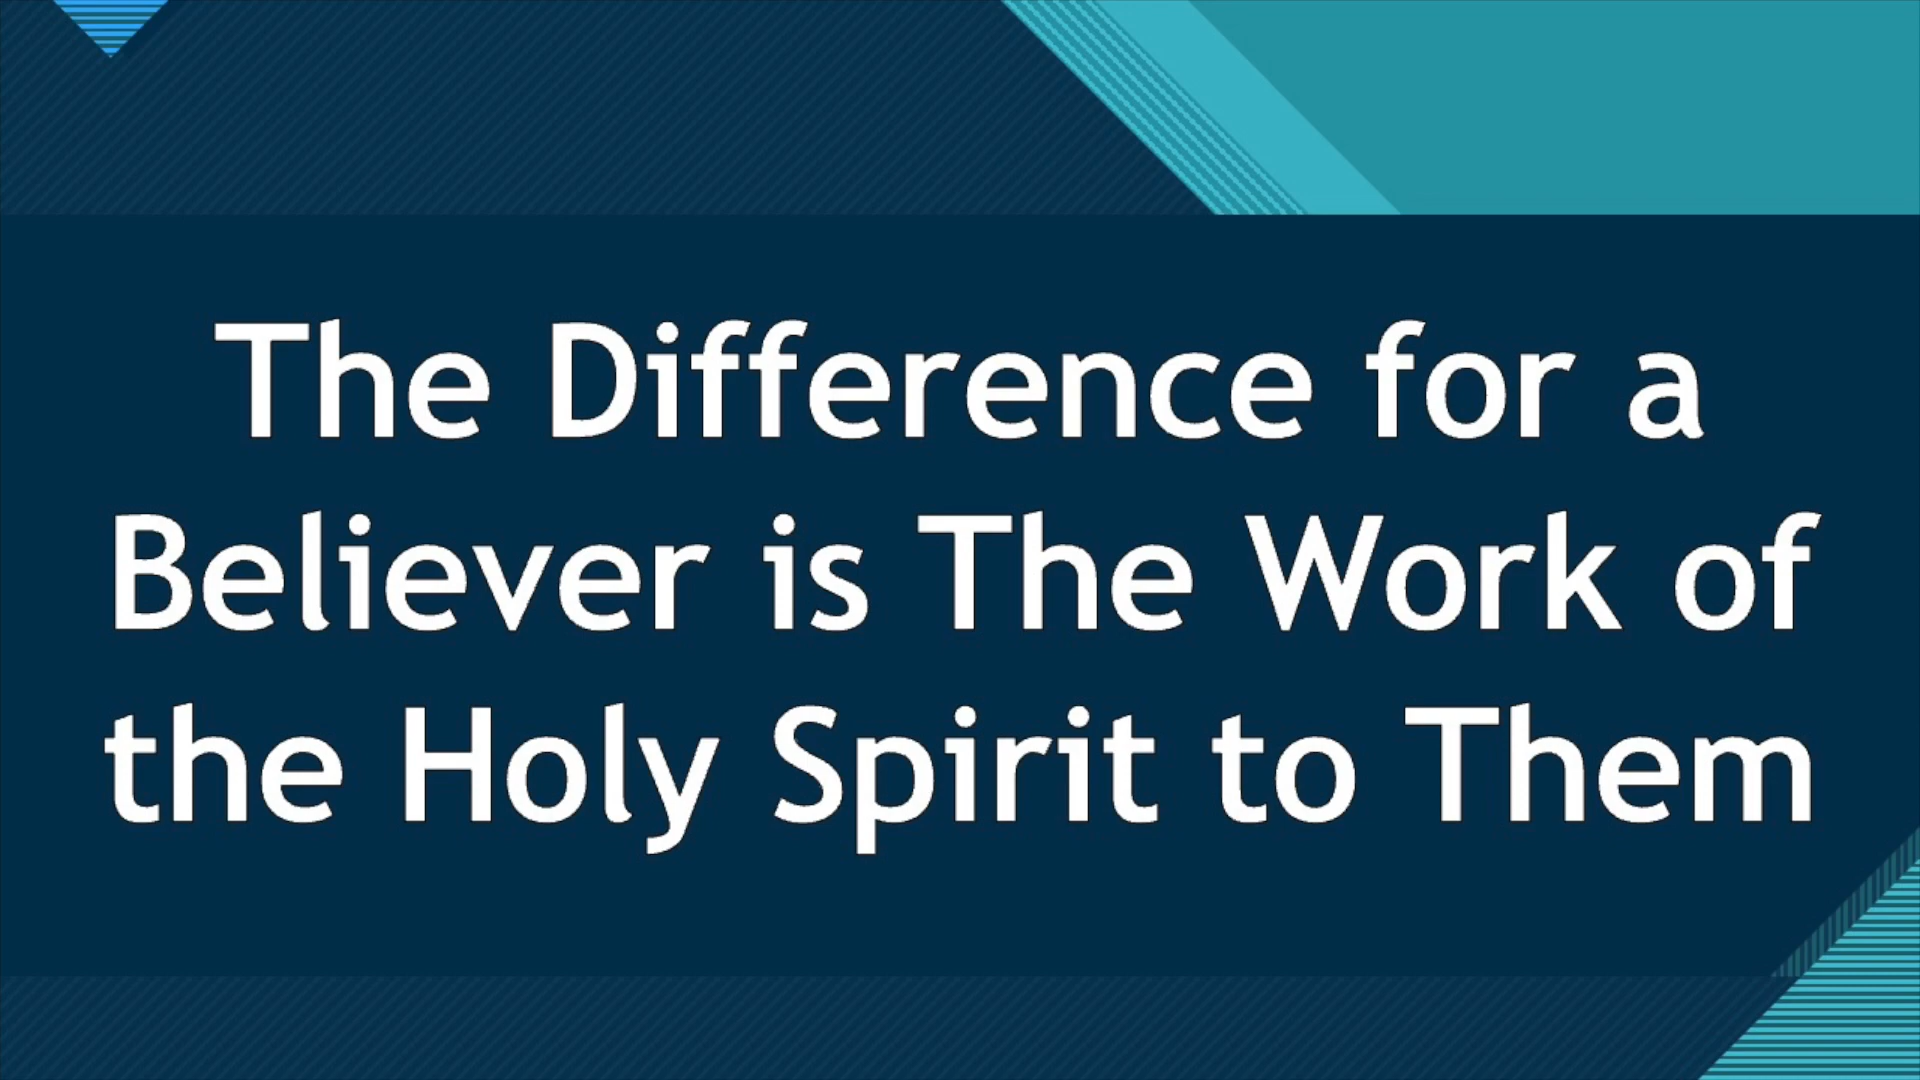 The Difference for a
Believer is The Work of
the Holy Spirit to Them